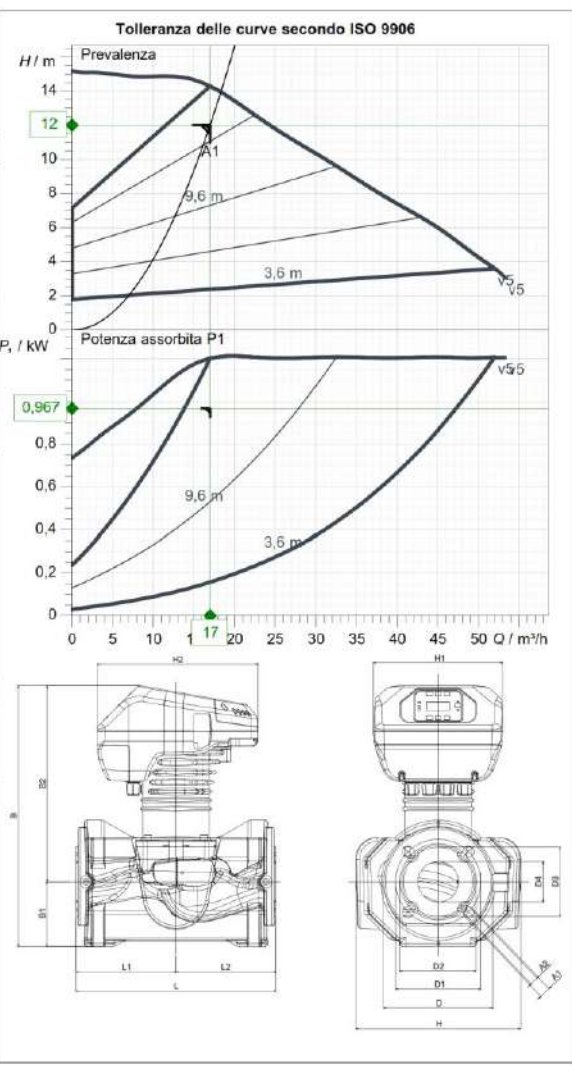 Tolleranza delle curve secondo ISO 9906
H / m
Prevalenza
14
12
10
8
6
4
2
0
A1
9,6 m
3,6 m
v5
v5
P₁ / kW
Potenza assorbita P1
0,967
0,8
0,6
0,4
0,2
0
9,6 m
3,6 m
v5
0 5 10 17 20 25 30 35 40 45 50 Q / m³/h
H2
H1
B
B2
B1
L1
L2
L
D4
D3
D2
D1
D
H
A2
A1